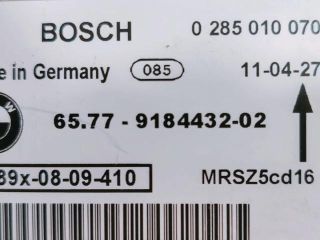 BOSCH 0 285 010 070
e in Germany 085 11-04-27
65.77 - 9184432-02
89x-08-09-410 MRSZ5cd16